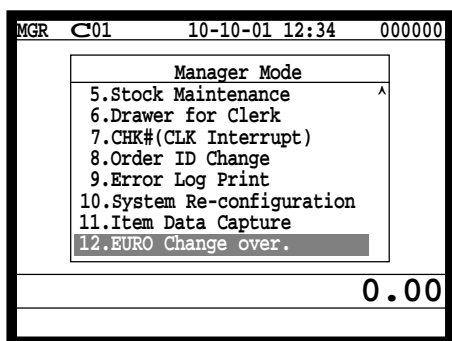 MGR C01 10-10-01 12:34 000000
Manager Mode
5.Stock Maintenance ^
6.Drawer for Clerk
7.CHK#(CLK Interrupt)
8.Order ID Change
9.Error Log Print
10.System Re-configuration
11.Item Data Capture
12.EURO Change over.
0.00